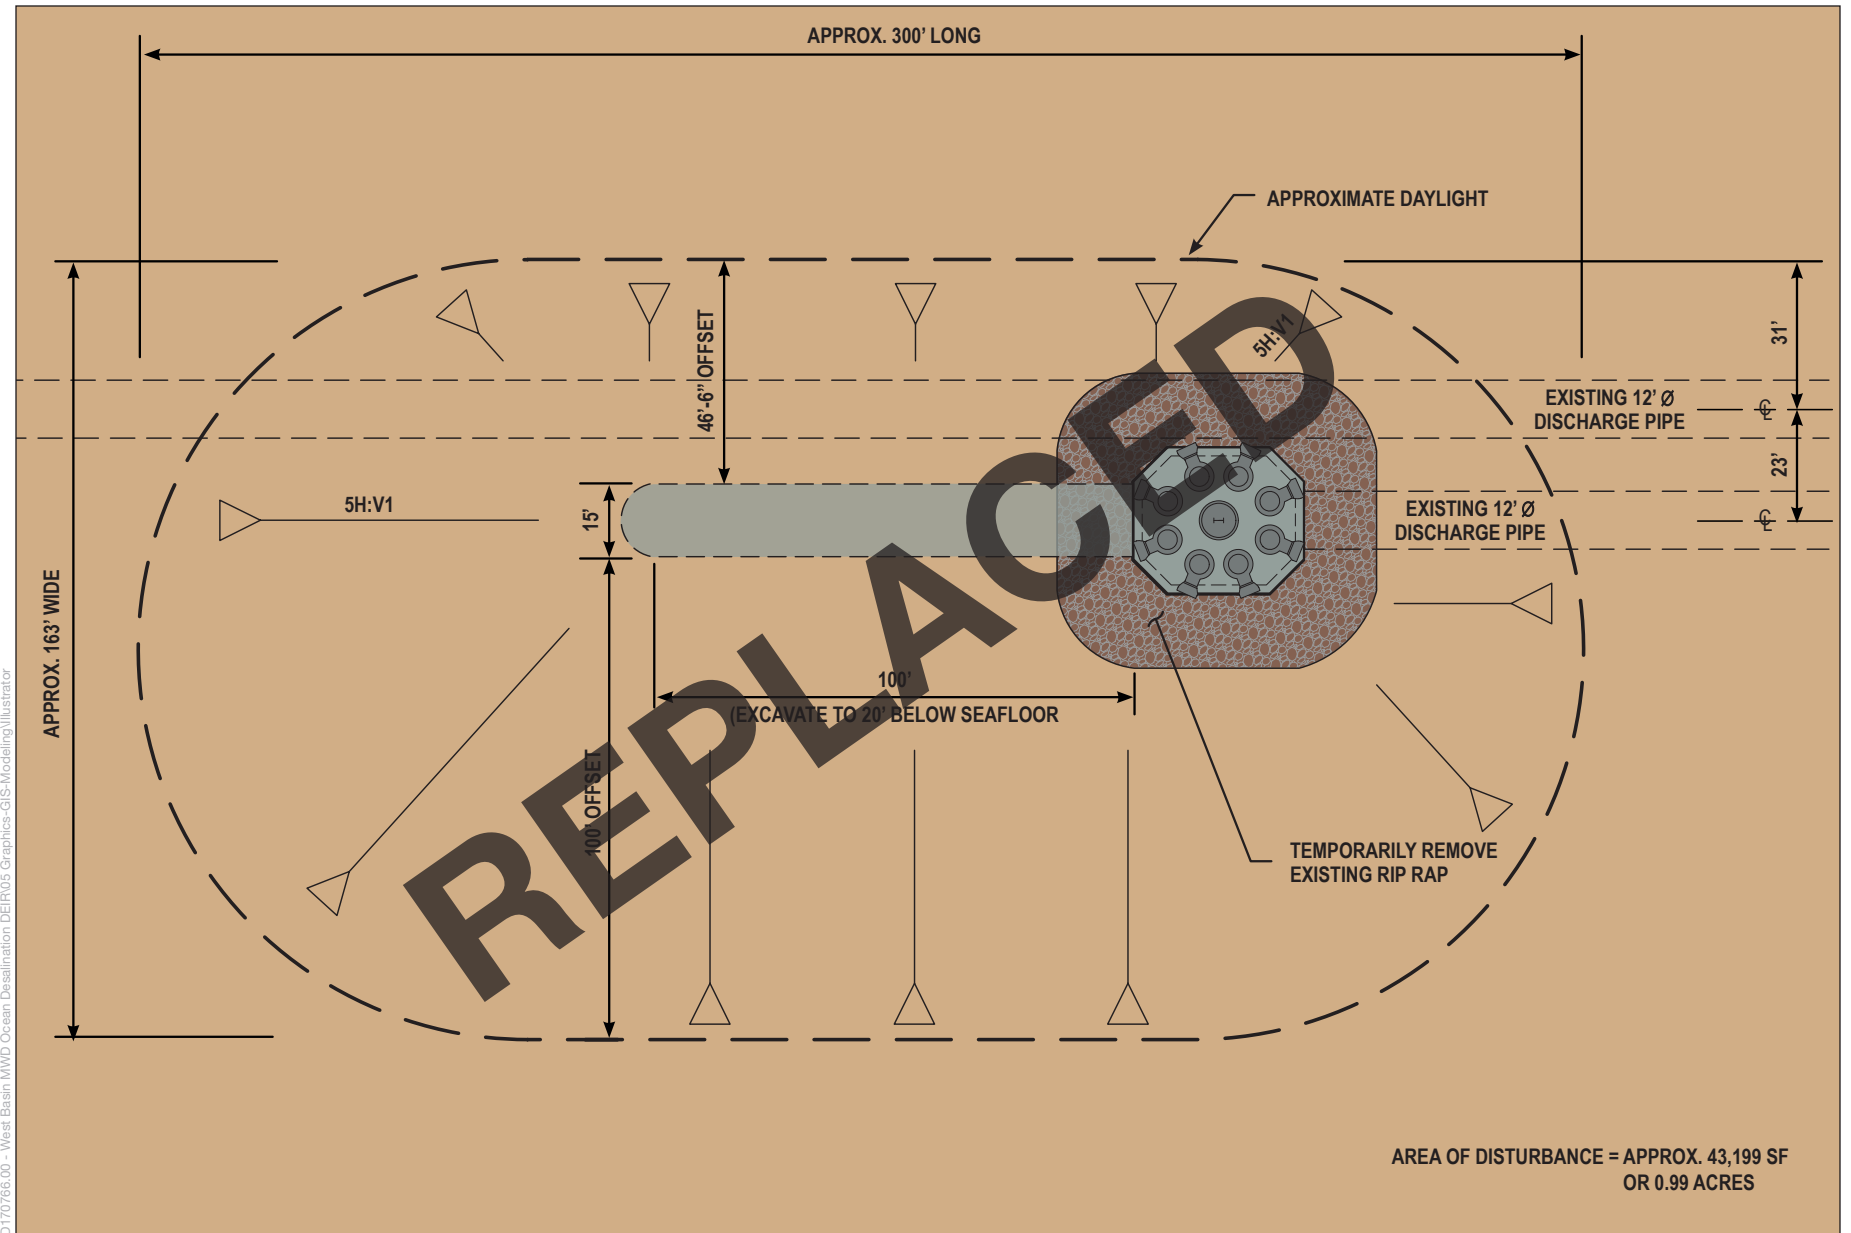 APPROX. 300' LONG
APPROXIMATE DAYLIGHT
46'-6" OFFSET
5H:V1
31'
EXISTING 12' Ø
DISCHARGE PIPE
℄
23'
5H:V1
15'
EXISTING 12' Ø
DISCHARGE PIPE
℄
APPROX. 163' WIDE
100'
(EXCAVATE TO 20' BELOW SEAFLOOR
100' OFFSET
REPLACED
TEMPORARILY REMOVE
EXISTING RIP RAP
AREA OF DISTURBANCE = APPROX. 43,199 SF
OR 0.99 ACRES
D170766.00 - West Basin MWD Ocean Desalination DEIR\05 Graphics-GIS-Modeling\Illustrator